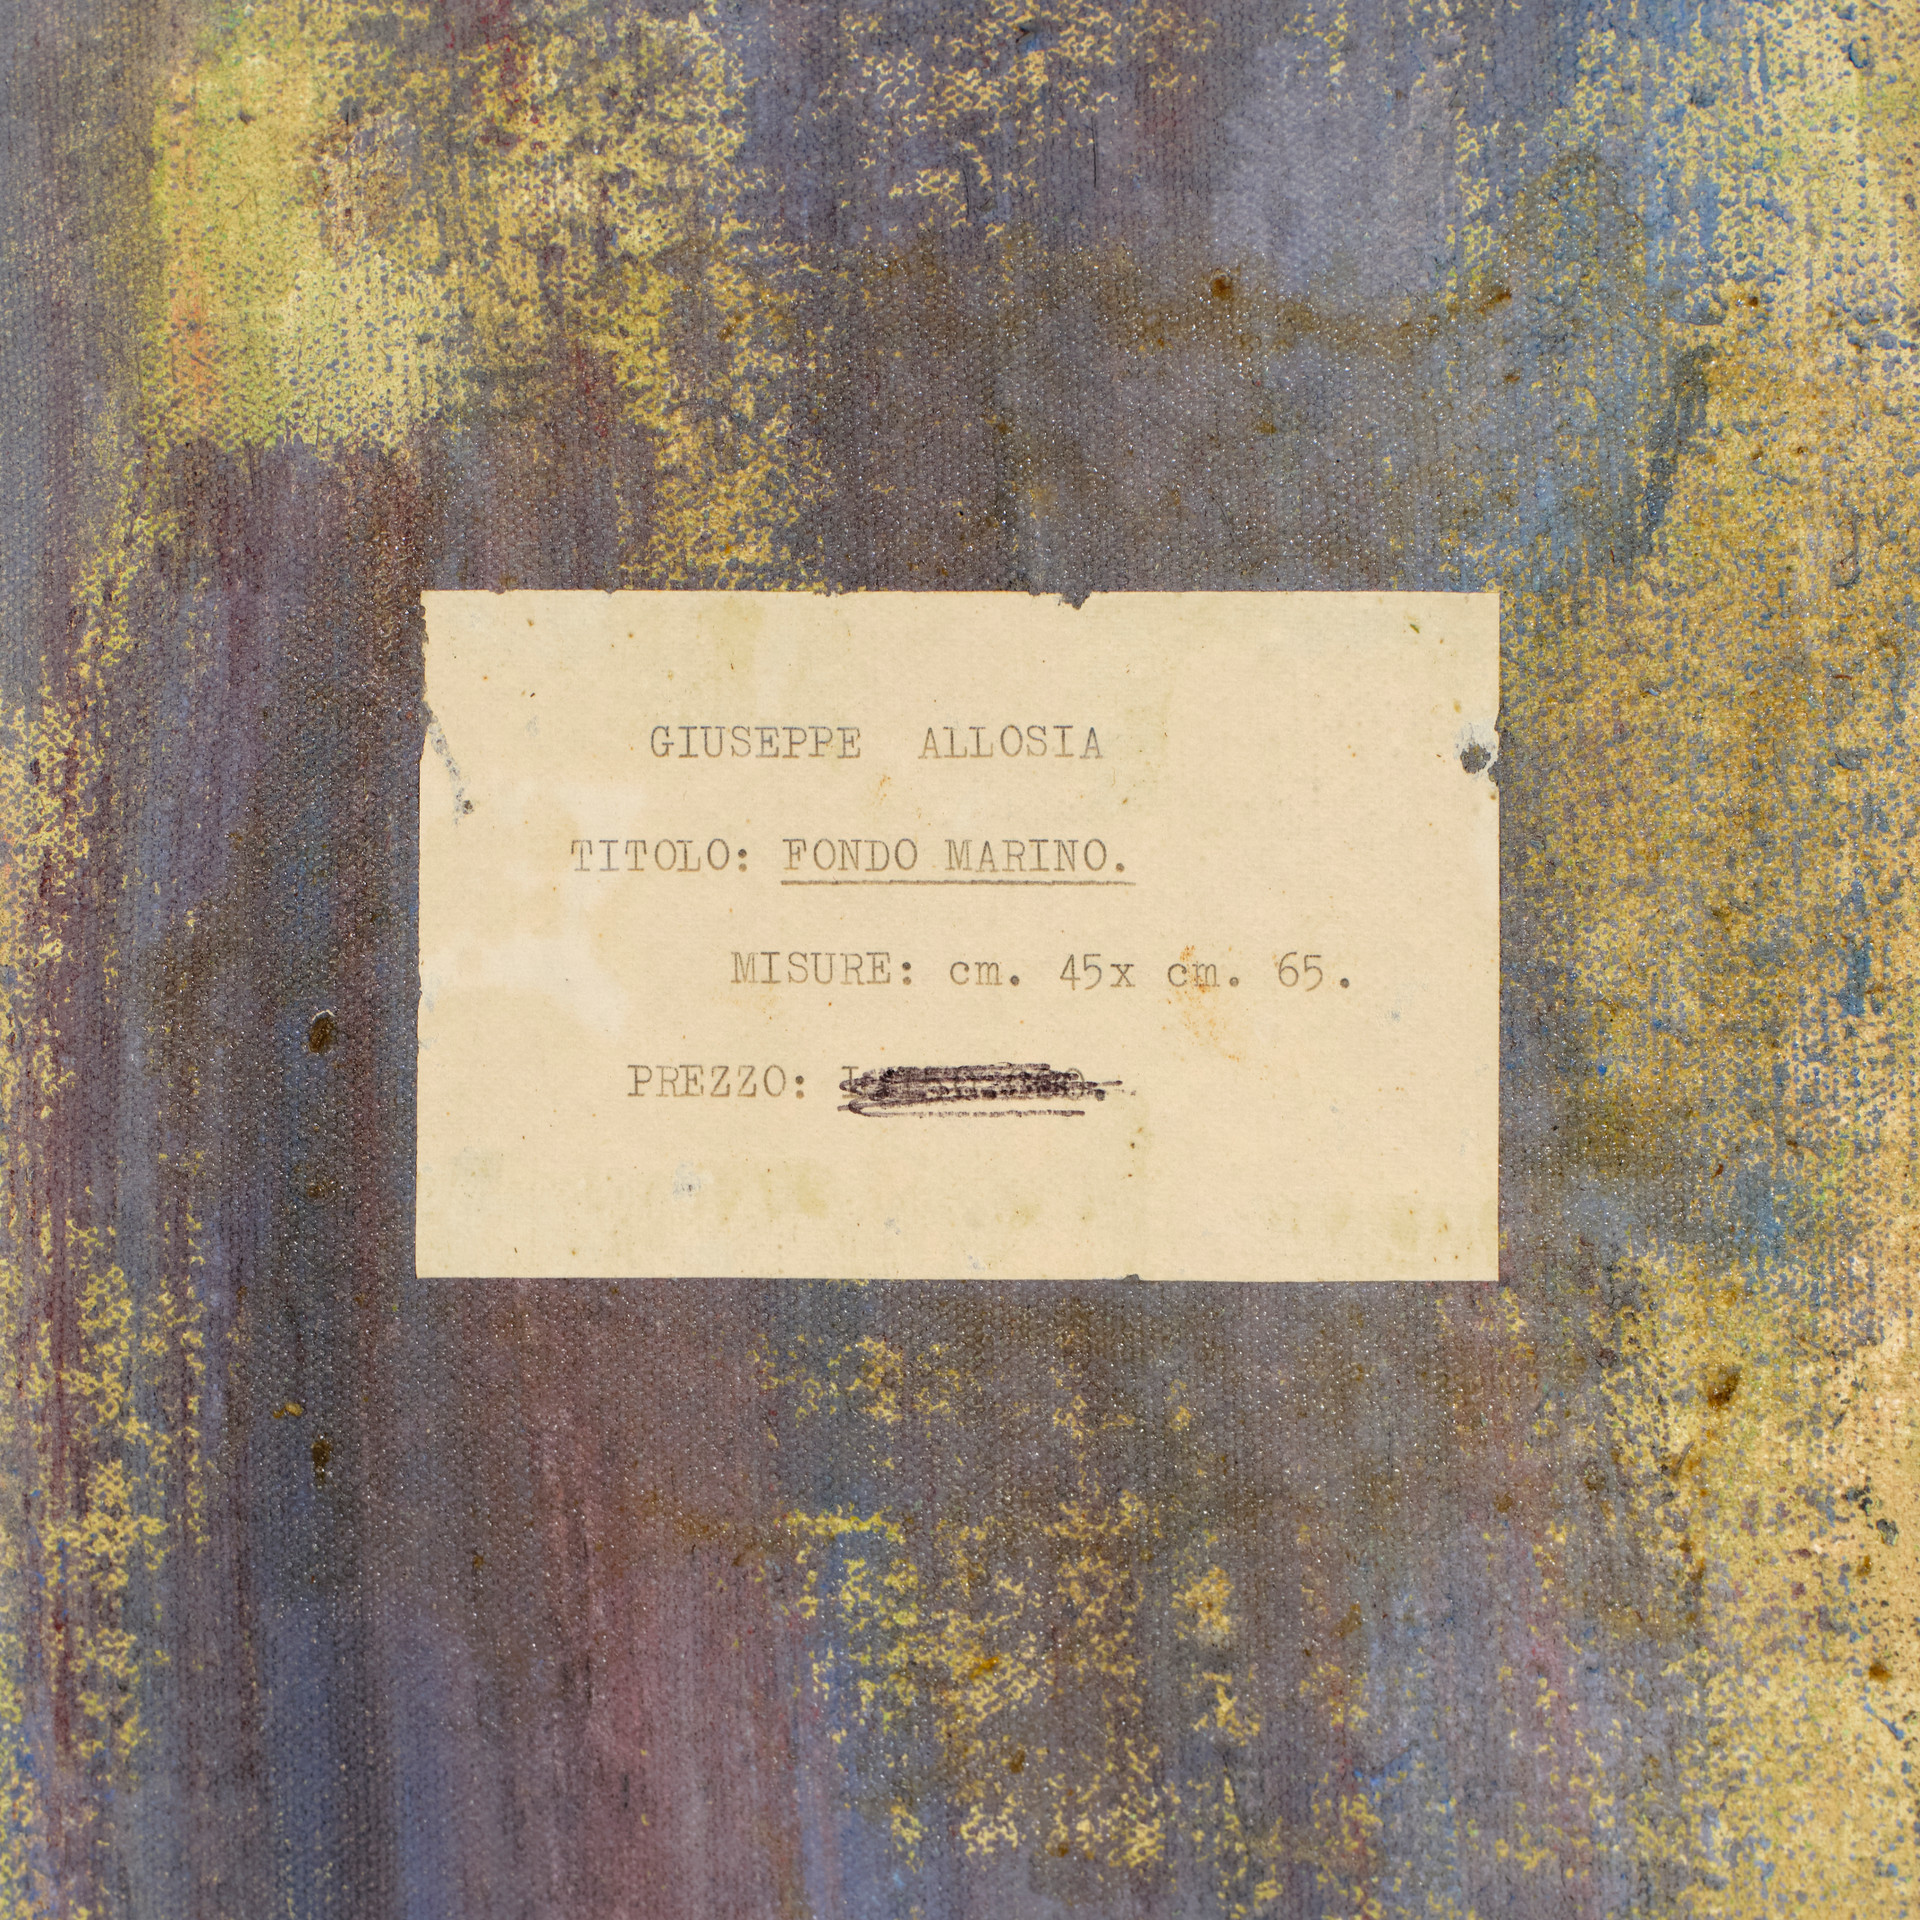 GIUSEPPE ALLOSIA
TITOLO: FONDO MARINO.
MISURE: cm. 45x cm. 65.
PREZZO: